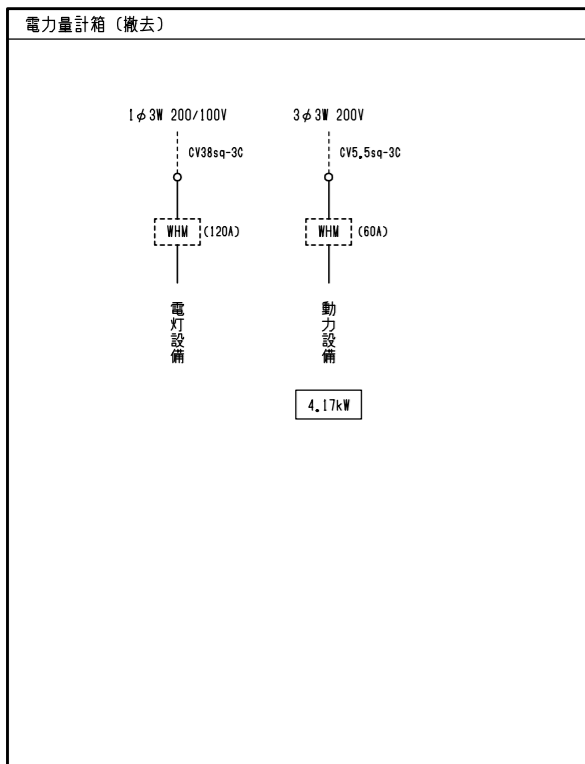 電力量計箱（撤去）
1φ3W 200/100V
3φ3W 200V
CV38sq-3C
CV5.5sq-3C
WHM (120A)
WHM (60A)
電灯設備
動力設備
4.17kW